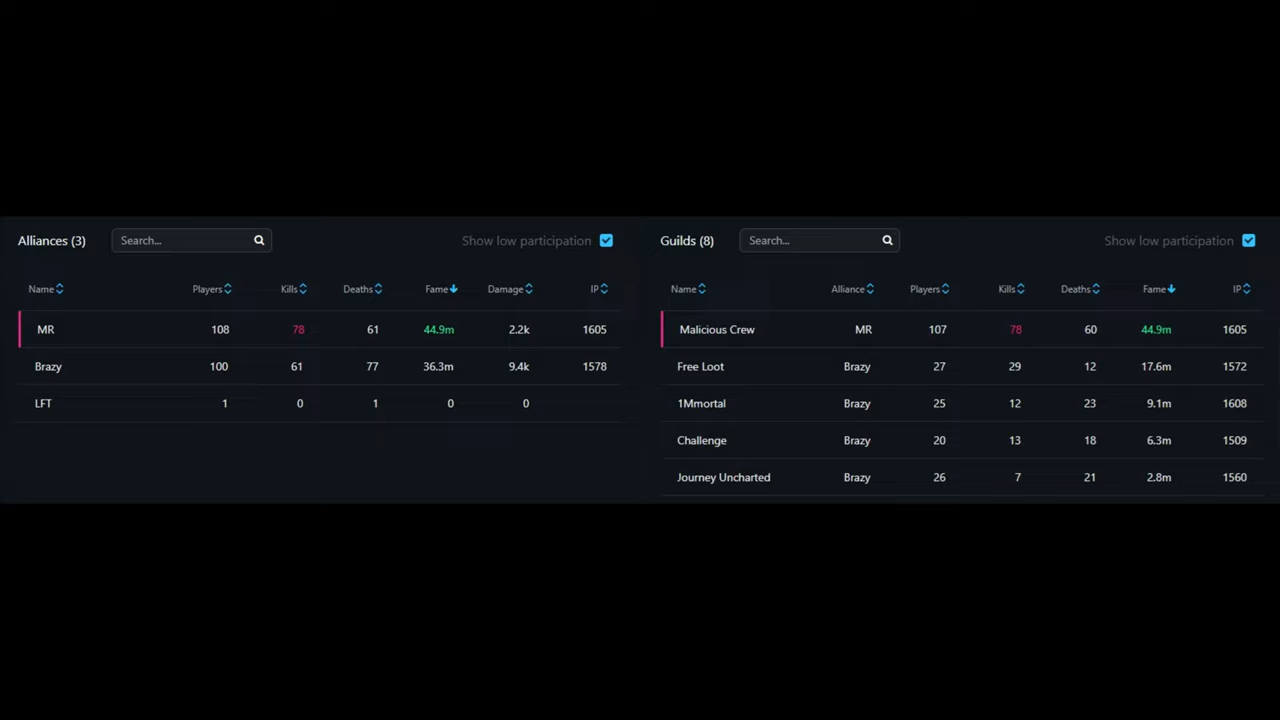 Alliances (3) Search... Show low participation
Name Players Kills Deaths Fame Damage IP
MR 108 78 61 44.9m 2.2k 1605
Brazy 100 61 77 36.3m 9.4k 1578
LFT 1 0 1 0 0
Guilds (8) Search... Show low participation
Name Alliance Players Kills Deaths Fame IP
Malicious Crew MR 107 78 60 44.9m 1605
Free Loot Brazy 27 29 12 17.6m 1572
1Mmortal Brazy 25 12 23 9.1m 1608
Challenge Brazy 20 13 18 6.3m 1509
Journey Uncharted Brazy 26 7 21 2.8m 1560